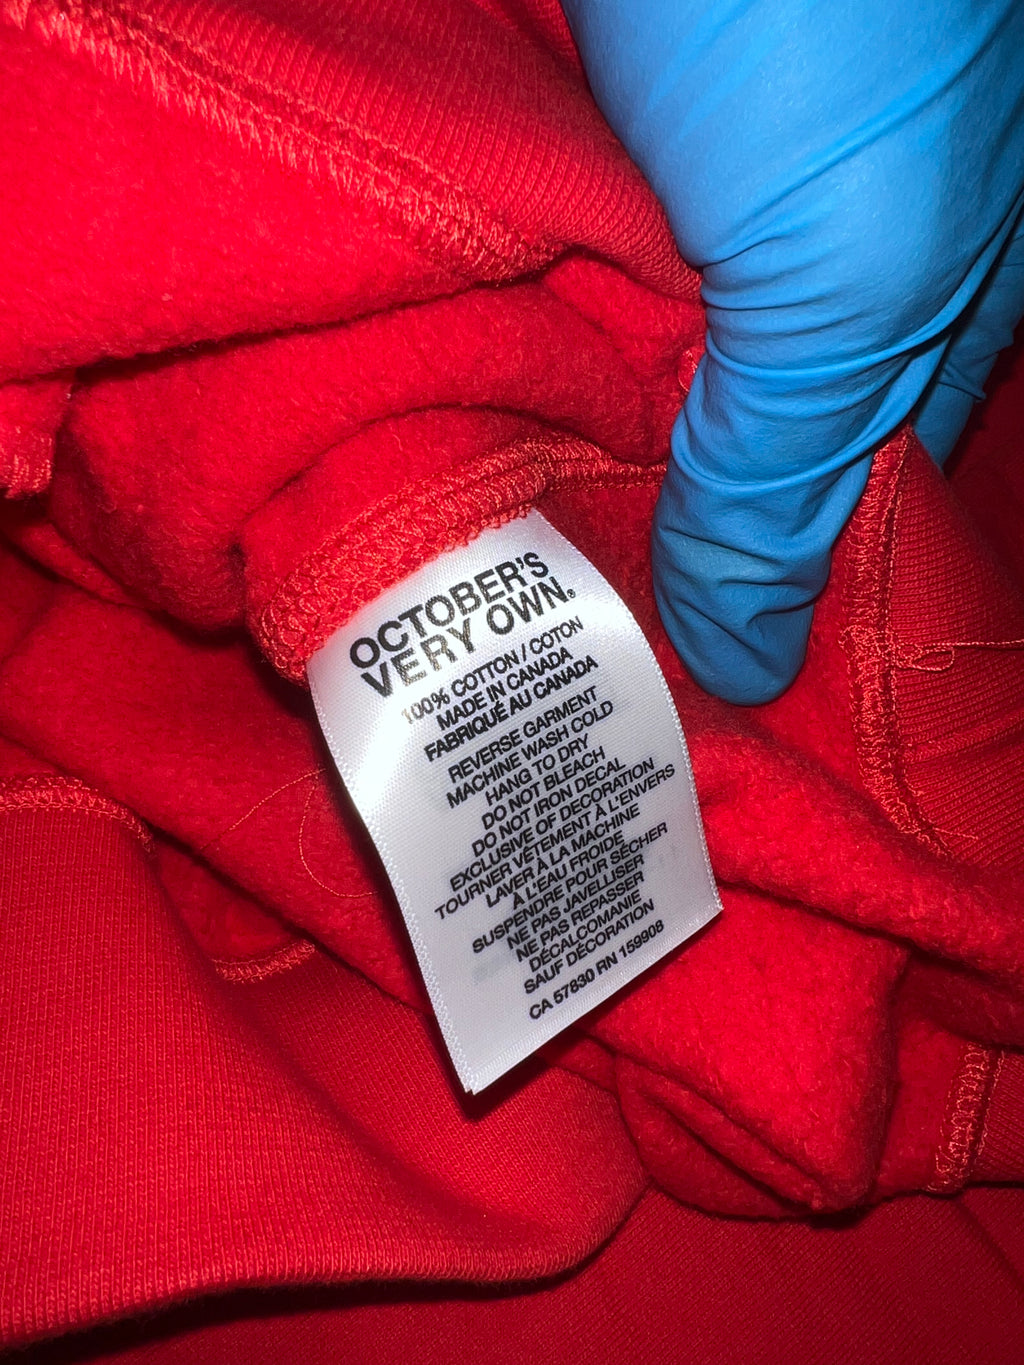 OCTOBER'S
VERY OWN®
100% COTTON / COTON
MADE IN CANADA
FABRIQUÉ AU CANADA
REVERSE GARMENT
MACHINE WASH COLD
HANG TO DRY
DO NOT BLEACH
DO NOT IRON DECAL
EXCLUSIVE OF DECORATION
TOURNER VÊTEMENT À L'ENVERS
LAVER À LA MACHINE
À L'EAU FROIDE
SUSPENDRE POUR SÉCHER
NE PAS JAVELLISER
NE PAS REPASSER
DÉCALCOMANIE
SAUF DÉCORATION
CA 57830 RN 159908